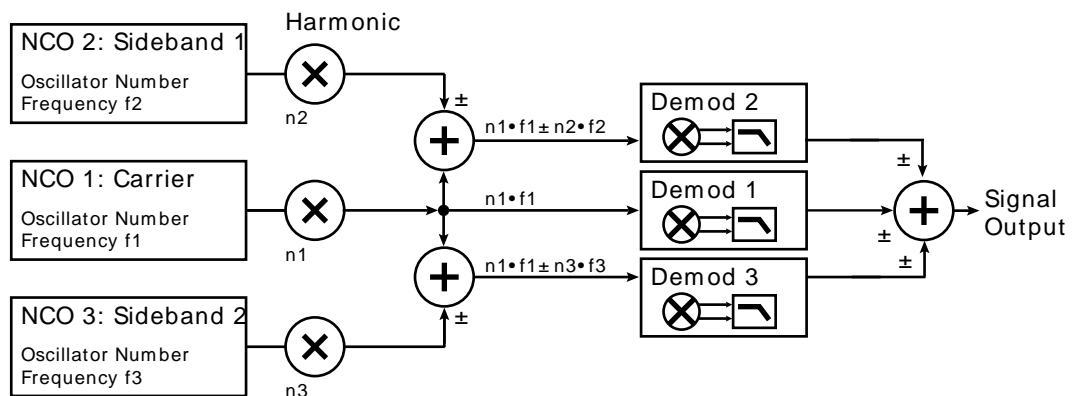 Harmonic
NCO 2: Sideband 1
Oscillator Number
Frequency f2
n2
±
n1•f1±n2•f2
Demod 2
±
NCO 1: Carrier
Oscillator Number
Frequency f1
n1
n1•f1
Demod 1
±
Signal
Output
NCO 3: Sideband 2
Oscillator Number
Frequency f3
n3
±
n1•f1±n3•f3
Demod 3
±